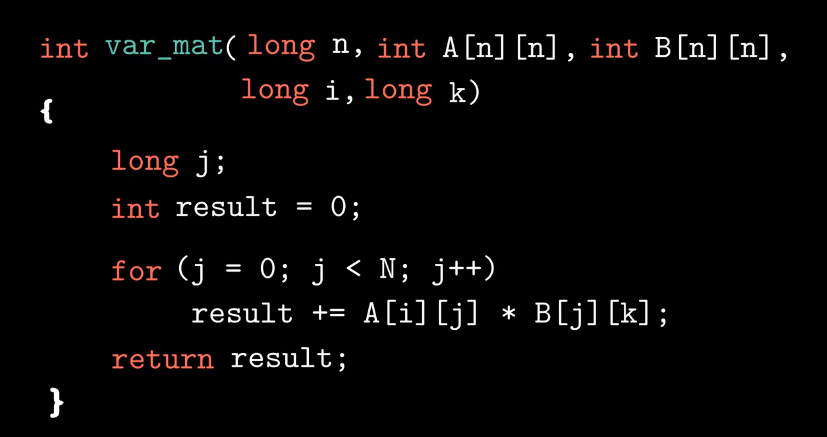 int var_mat( long n, int A[n][n], int B[n][n],
long i, long k)
{
long j;
int result = 0;
for (j = 0; j < N; j++)
result += A[i][j] * B[j][k];
return result;
}